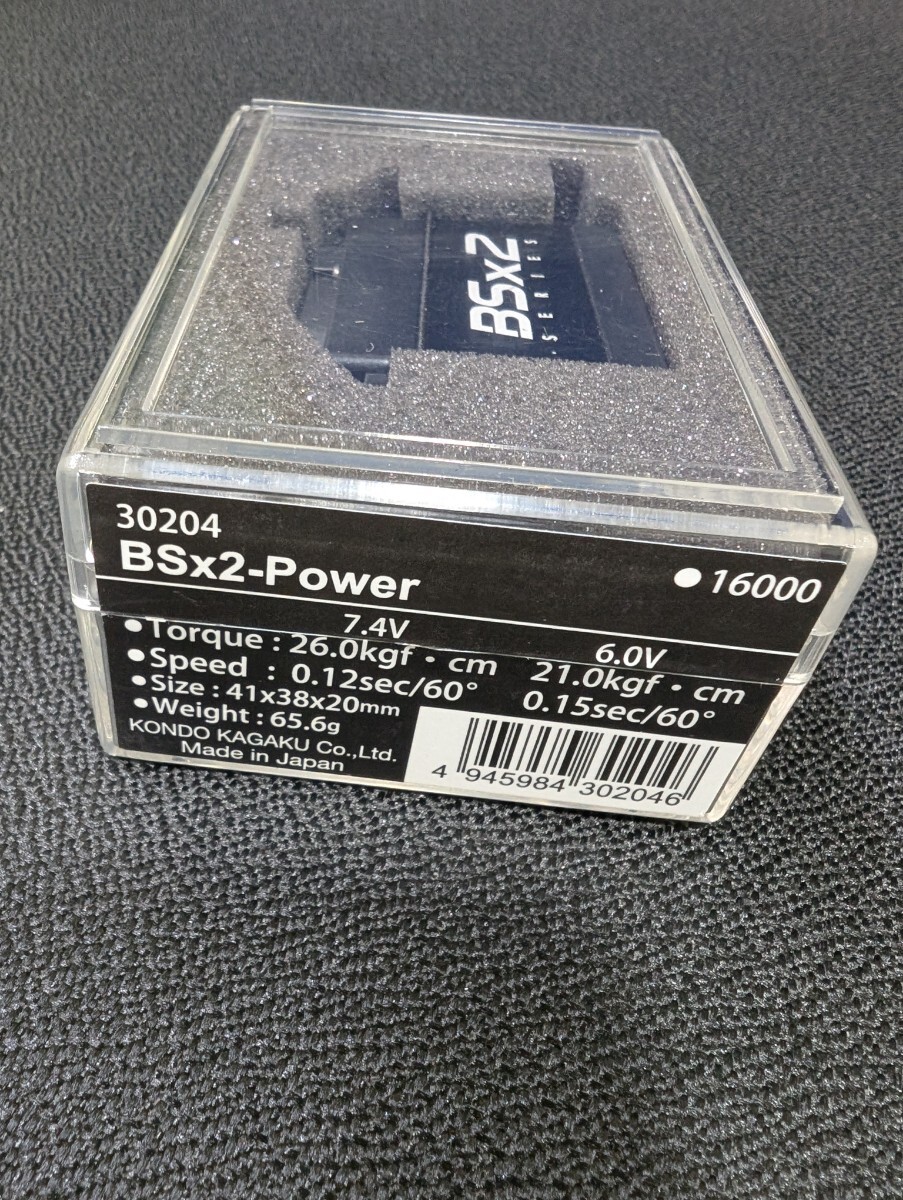 BSx2
SERIES
30204
BSx2-Power
●16000
7.4V 6.0V
●Torque : 26.0kgf・cm 21.0kgf・cm
●Speed : 0.12sec/60° 0.15sec/60°
●Size : 41x38x20mm
●Weight : 65.6g
KONDO KAGAKU Co.,Ltd.
Made in Japan
4 945984 302046